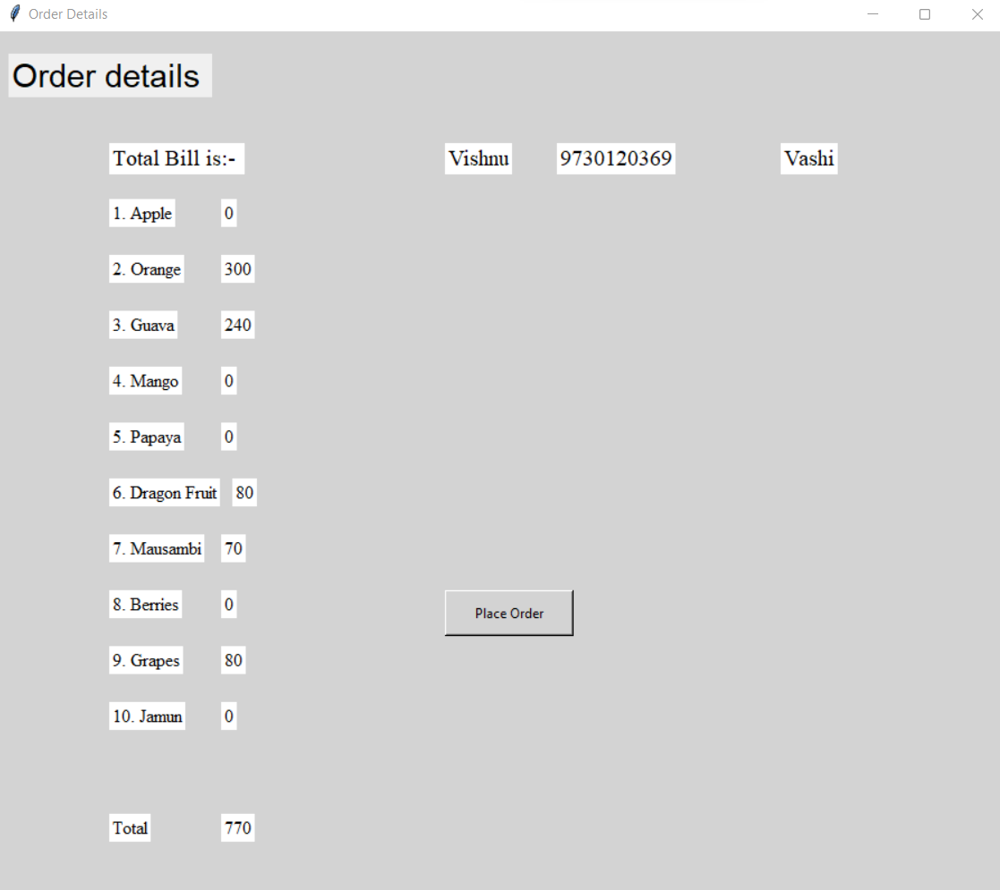 Order Details
Order details
Total Bill is:- Vishnu 9730120369 Vashi
1. Apple 0
2. Orange 300
3. Guava 240
4. Mango 0
5. Papaya 0
6. Dragon Fruit 80
7. Mausambi 70
8. Berries 0
Place Order
9. Grapes 80
10. Jamun 0
Total 770